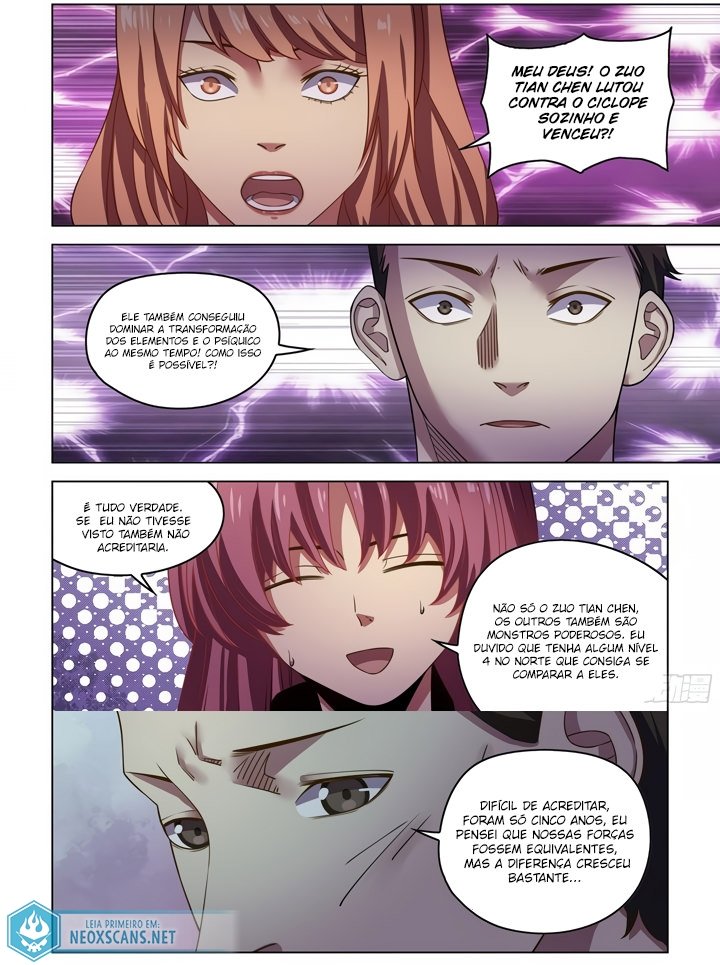 MEU DEUS! O ZUO
TIAN CHEN LUTOU
CONTRA O CICLOPE
SOZINHO E
VENCEU?!
ELE TAMBÉM CONSEGUIU
DOMINAR A TRANSFORMAÇÃO
DOS ELEMENTOS E O PSÍQUICO
AO MESMO TEMPO! COMO ISSO
É POSSÍVEL?!
É TUDO VERDADE.
SE EU NÃO TIVESSE
VISTO TAMBÉM NÃO
ACREDITARIA.
NÃO SÓ O ZUO TIAN CHEN,
OS OUTROS TAMBÉM SÃO
MONSTROS PODEROSOS. EU
DUVIDO QUE TENHA ALGUM NÍVEL
4 NO NORTE QUE CONSIGA SE
COMPARAR A ELES.
DIFÍCIL DE ACREDITAR,
FORAM SÓ CINCO ANOS, EU
PENSEI QUE NOSSAS FORÇAS
FOSSEM EQUIVALENTES,
MAS A DIFERENÇA CRESCEU
BASTANTE...
LEIA PRIMEIRO EM:
NEOXSCANS.NET